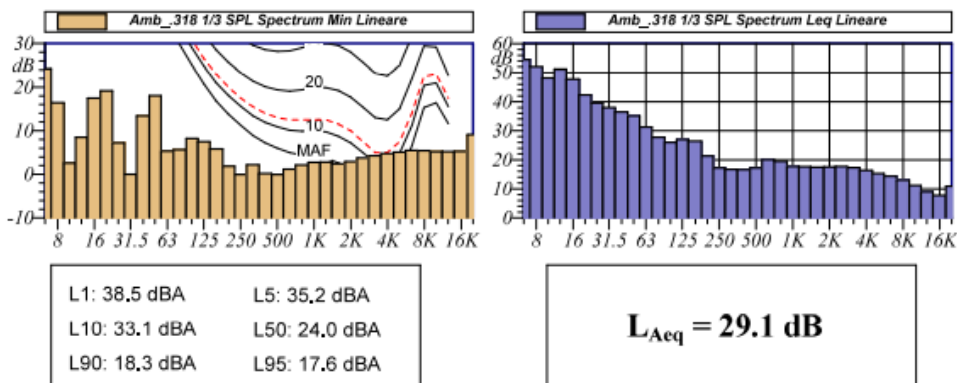 Amb_.318 1/3 SPL Spectrum Min Lineare
30
dB
20
10
0
-10
20
10
MAF
8 16 31.5 63 125 250 500 1K 2K 4K 8K 16K
Amb_.318 1/3 SPL Spectrum Leq Lineare
60
dB
50
40
30
20
10
0
8 16 31.5 63 125 250 500 1K 2K 4K 8K 16K
L1: 38.5 dBA L5: 35.2 dBA
L10: 33.1 dBA L50: 24.0 dBA
L90: 18.3 dBA L95: 17.6 dBA
LAeq = 29.1 dB